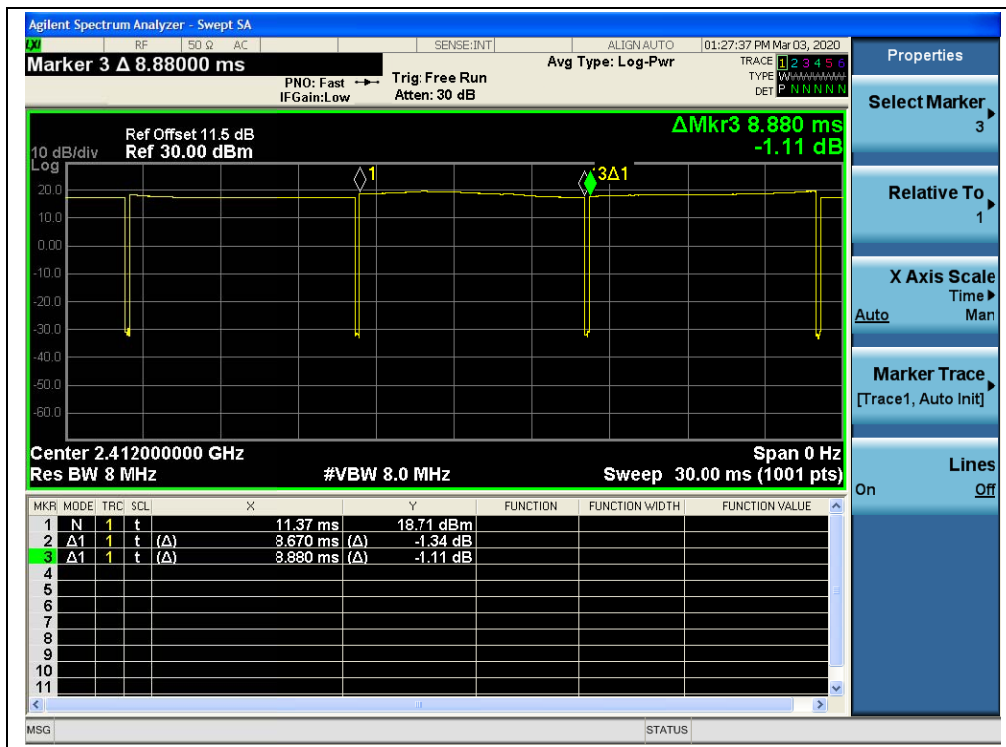 Agilent Spectrum Analyzer - Swept SA
LXI RF 50 Ω AC SENSE:INT ALIGN AUTO 01:27:37 PM Mar 03, 2020
Marker 3 Δ 8.88000 ms
PNO: Fast
IFGain:Low
Trig: Free Run
Atten: 30 dB
Avg Type: Log-Pwr
TRACE 1 2 3 4 5 6
TYPE
DET P N N N N N
ΔMkr3 8.880 ms
-1.11 dB
Ref Offset 11.5 dB
Ref 30.00 dBm
10 dB/div
Log
20.0
10.0
0.00
-10.0
-20.0
-30.0
-40.0
-50.0
-60.0
1
3Δ1
Center 2.412000000 GHz
Span 0 Hz
Res BW 8 MHz #VBW 8.0 MHz Sweep 30.00 ms (1001 pts)
MKR MODE TRC SCL X Y FUNCTION FUNCTION WIDTH FUNCTION VALUE
1 N 1 t 11.37 ms 18.71 dBm
2 Δ1 1 t (Δ) 8.670 ms (Δ) -1.34 dB
3 Δ1 1 t (Δ) 8.880 ms (Δ) -1.11 dB
4
5
6
7
8
9
10
11
MSG STATUS
Properties
Select Marker
3
Relative To
1
X Axis Scale
Time
Auto Man
Marker Trace
[Trace1, Auto Init]
Lines
On Off